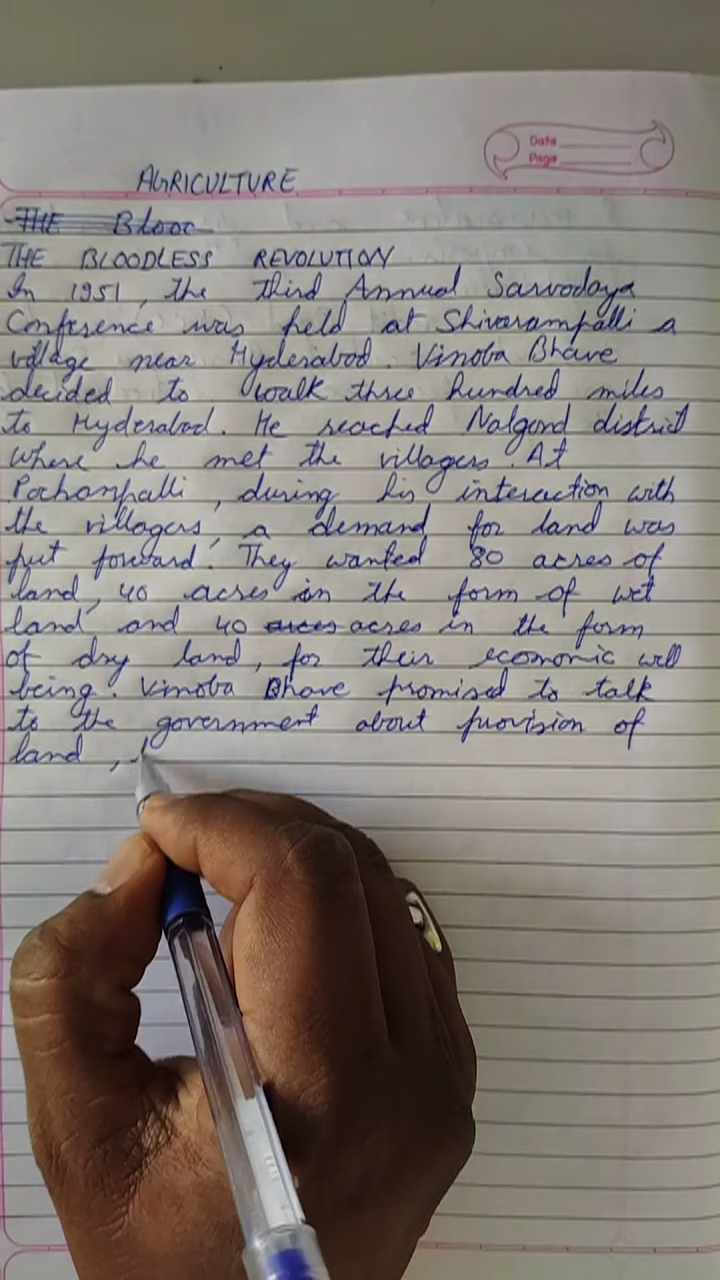 Date
Page
AGRICULTURE
THE Bloo
THE BLOODLESS REVOLUTION
In 1951, the third Annual Sarvodaya
Conference was held at Shivarampalli a
village near Hyderabad. Vinoba Bhave
decided to walk three hundred miles
to Hyderabad. He reached Nalgond district
where he met the villagers. At
Pochampalli, during his interaction with
the villagers, a demand for land was
put forward. They wanted 80 acres of
land, 40 acres in the form of wet
land and 40 acres acres in the form
of dry land, for their economic well
being. Vinoba Bhave promised to talk
to the government about provision of
land,